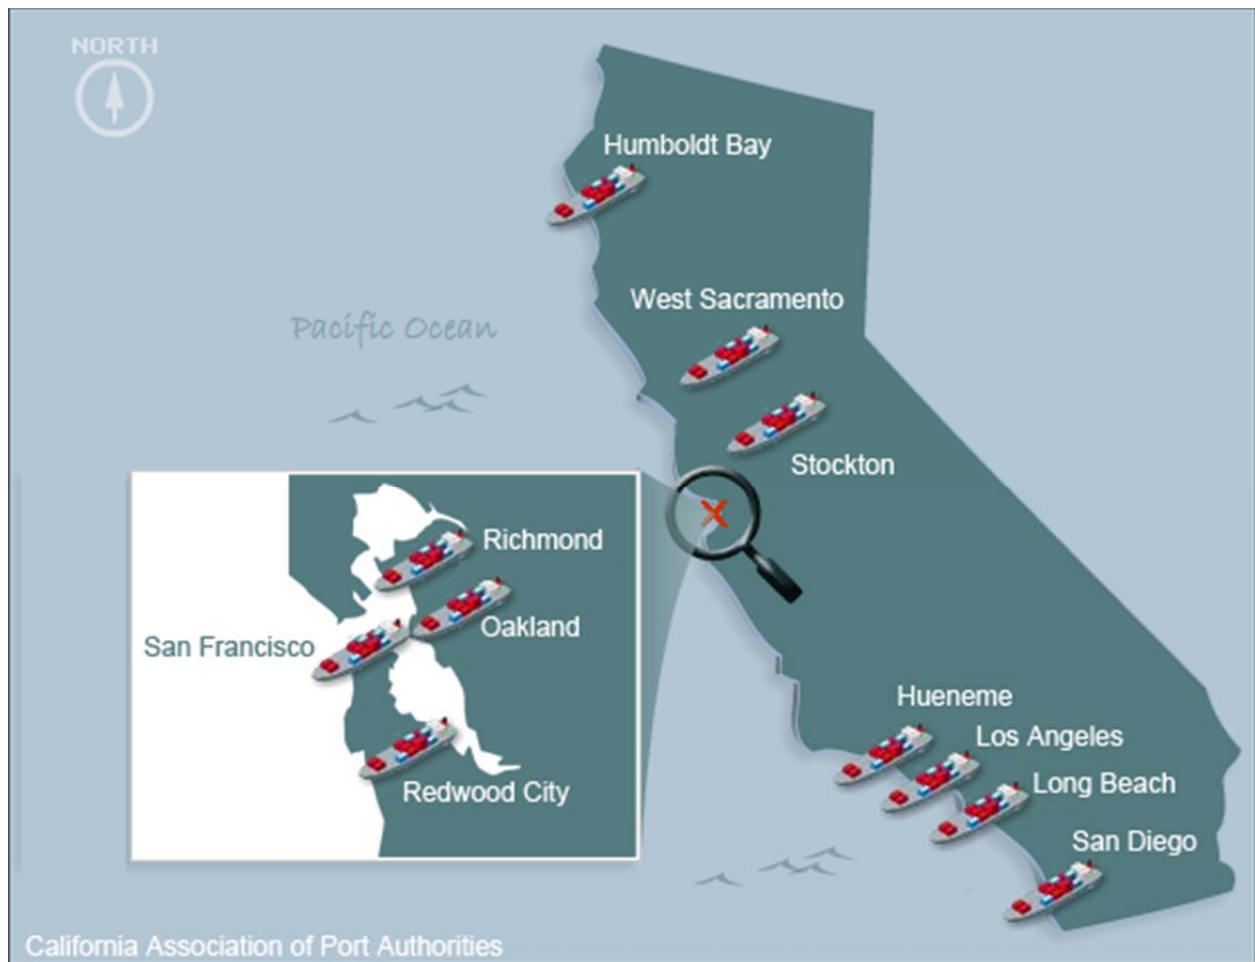 NORTH
Humboldt Bay
West Sacramento
Pacific Ocean
Stockton
Richmond
Oakland
San Francisco
Redwood City
Hueneme
Los Angeles
Long Beach
San Diego
California Association of Port Authorities